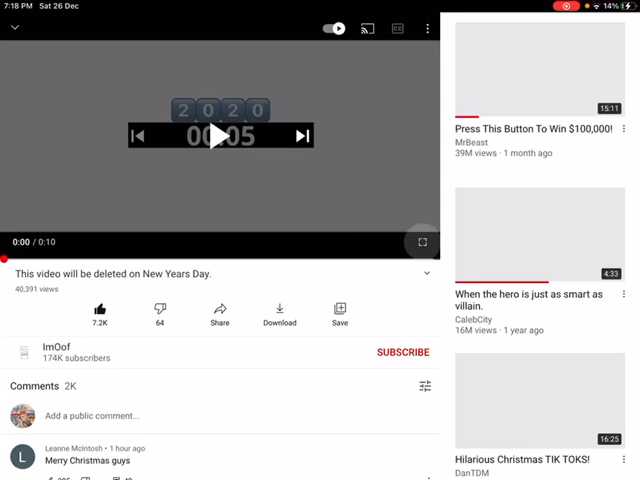 7:18 PM Sat 26 Dec
14%
2020
00:05
0:00 / 0:10
This video will be deleted on New Years Day.
40,391 views
7.2K
64
Share
Download
Save
ImOof
174K subscribers
SUBSCRIBE
Comments 2K
Add a public comment...
L
Leanne McIntosh • 1 hour ago
Merry Christmas guys
15:11
Press This Button To Win $100,000!
MrBeast
39M views · 1 month ago
4:33
When the hero is just as smart as
villain.
CalebCity
16M views · 1 year ago
16:25
Hilarious Christmas TIK TOKS!
DanTDM